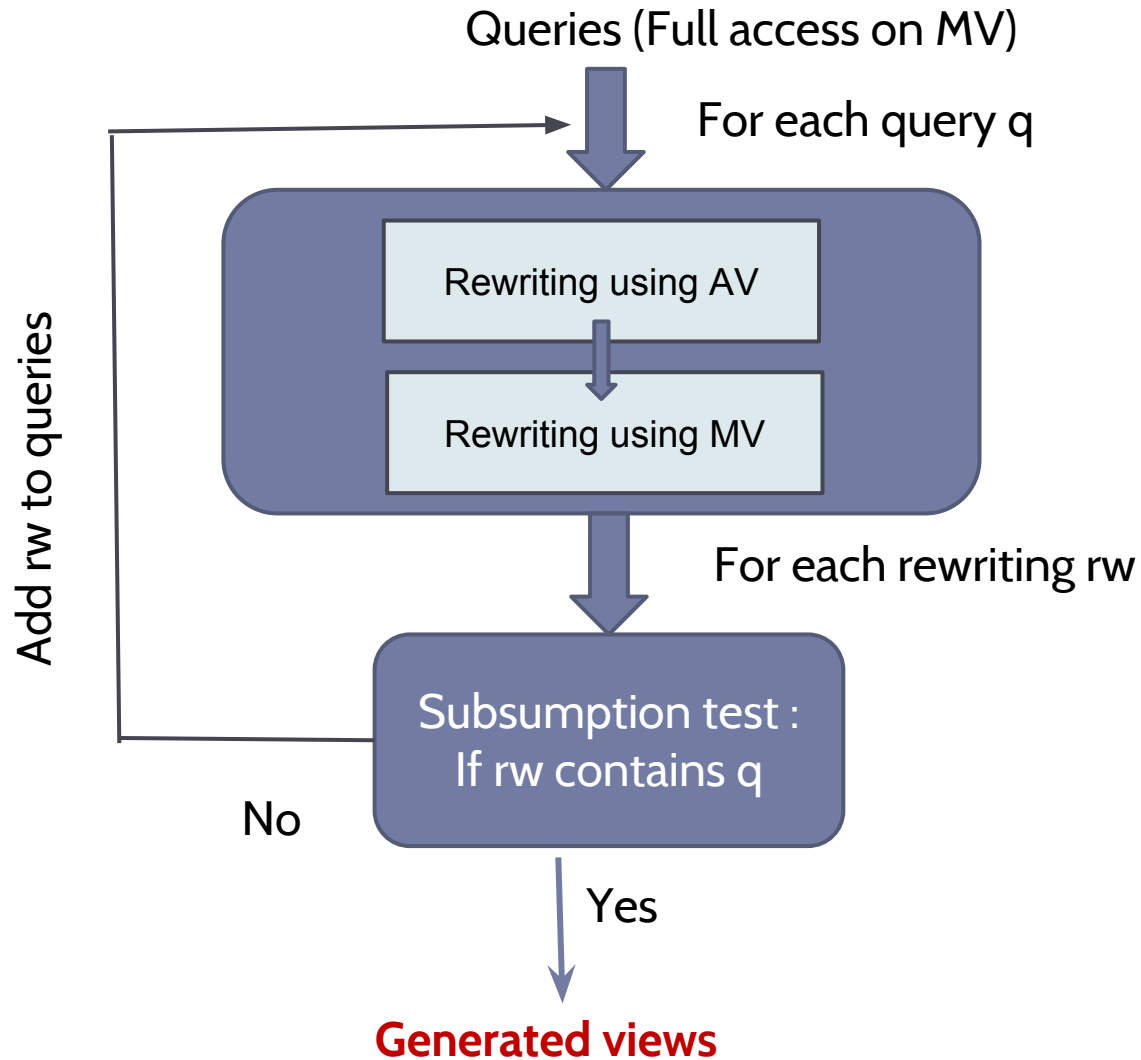 Queries (Full access on MV)
For each query q
Rewriting using AV
Rewriting using MV
Add rw to queries
For each rewriting rw
Subsumption test :
If rw contains q
No
Yes
Generated views